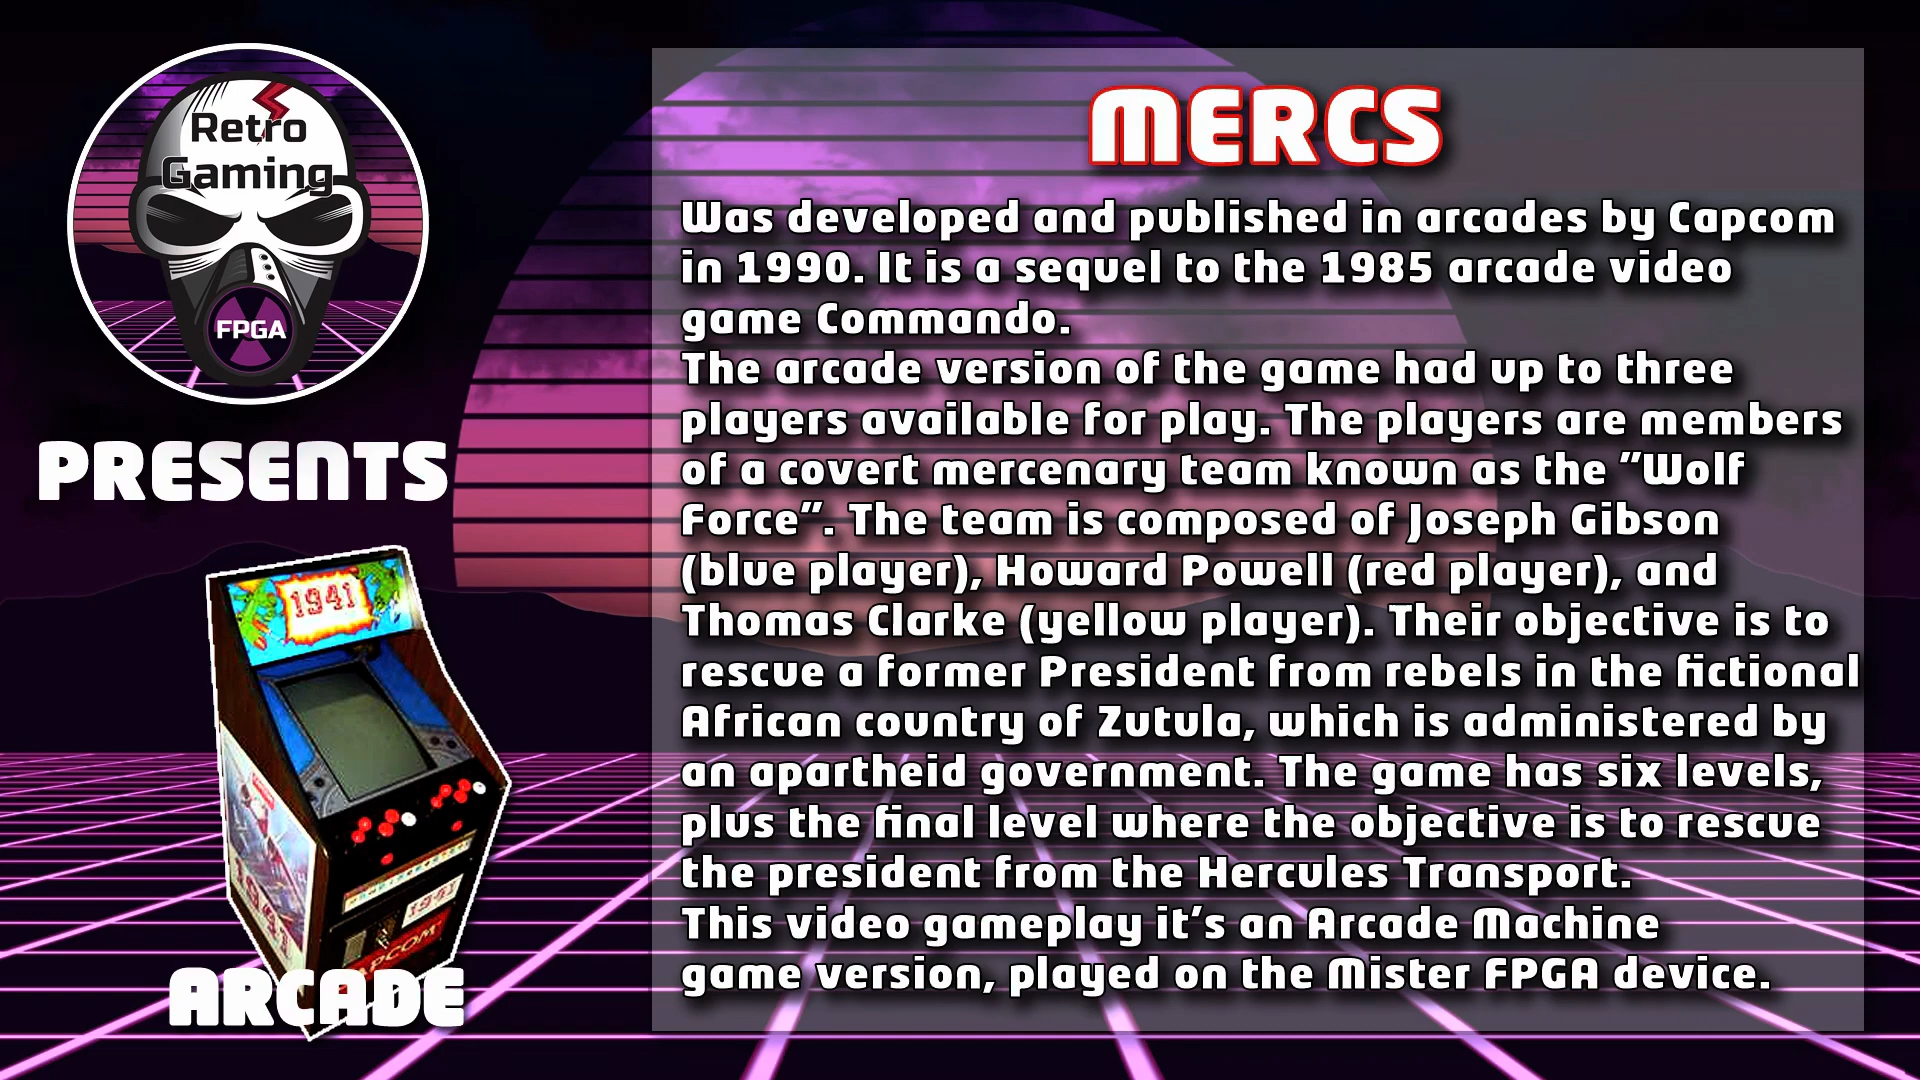 Retro
Gaming
FPGA
PRESENTS
1941
1941
1941
CAPCOM
ARCADE
MERCS
Was developed and published in arcades by Capcom
in 1990. It is a sequel to the 1985 arcade video
game Commando.
The arcade version of the game had up to three
players available for play. The players are members
of a covert mercenary team known as the "Wolf
Force". The team is composed of Joseph Gibson
(blue player), Howard Powell (red player), and
Thomas Clarke (yellow player). Their objective is to
rescue a former President from rebels in the fictional
African country of Zutula, which is administered by
an apartheid government. The game has six levels,
plus the final level where the objective is to rescue
the president from the Hercules Transport.
This video gameplay it's an Arcade Machine
game version, played on the Mister FPGA device.